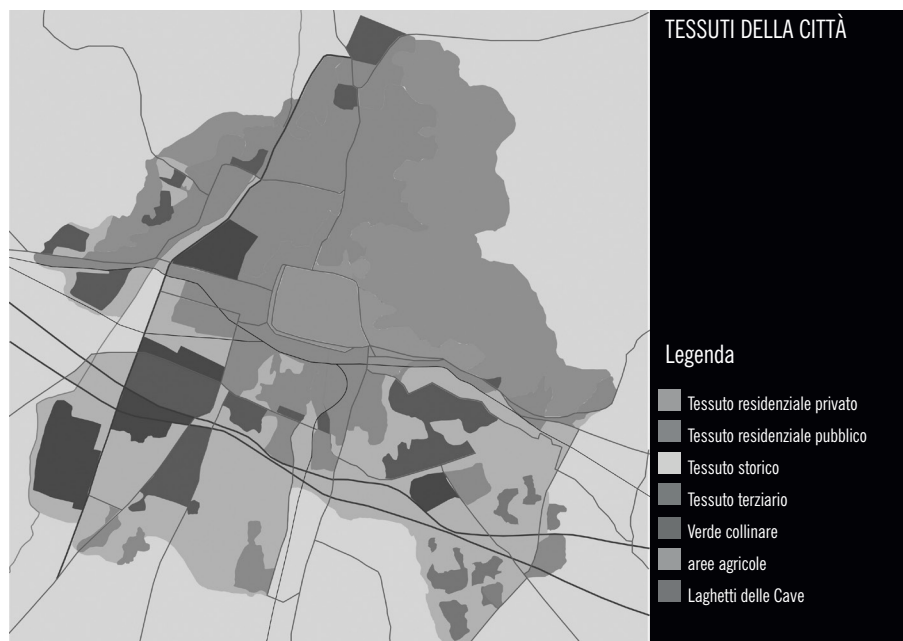 TESSUTI DELLA CITTÀ
Legenda
Tessuto residenziale privato
Tessuto residenziale pubblico
Tessuto storico
Tessuto terziario
Verde collinare
aree agricole
Laghetti delle Cave